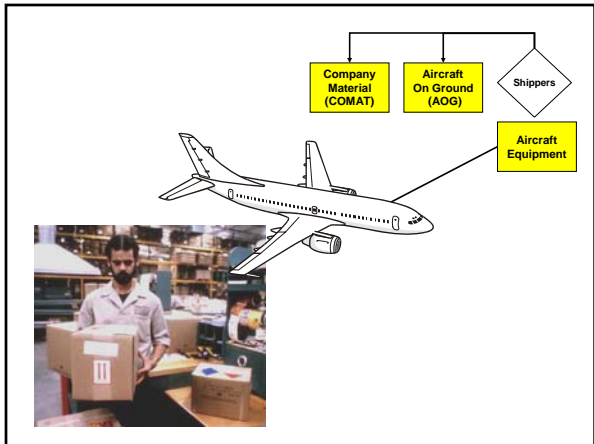 Company
Material
(COMAT)
Aircraft
On Ground
(AOG)
Shippers
Aircraft
Equipment